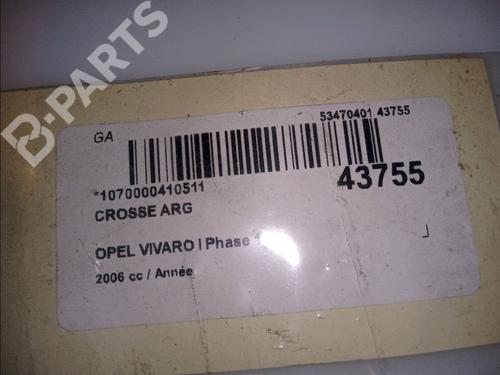 B-PARTS
GA
53470401 43755
*1070000410511
43755
CROSSE ARG
OPEL VIVARO I Phase
2006 cc / Année